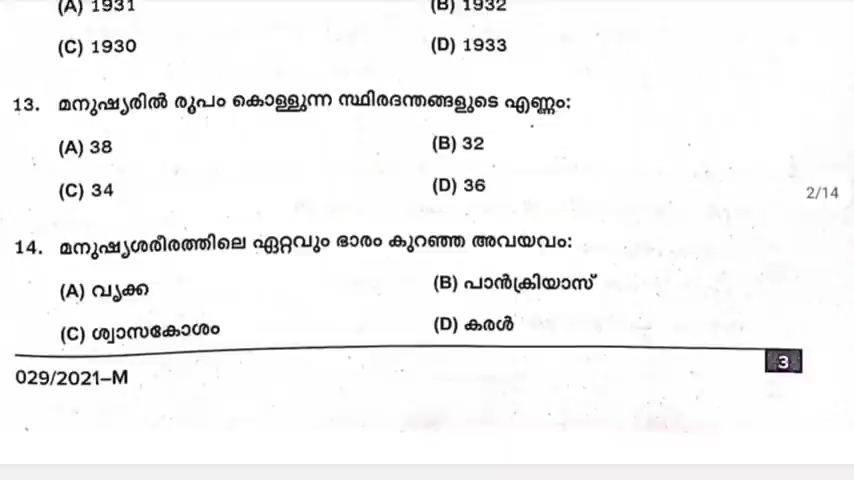 (A) 1931 (B) 1932
(C) 1930 (D) 1933
13. മനുഷ്യരിൽ രൂപം കൊള്ളുന്ന സ്ഥിരദന്തങ്ങളുടെ എണ്ണം:
(A) 38 (B) 32
(C) 34 (D) 36
2/14
14. മനുഷ്യശരീരത്തിലെ ഏറ്റവും ഭാരം കുറഞ്ഞ അവയവം:
(A) വൃക്ക (B) പാൻക്രിയാസ്
(C) ശ്വാസകോശം (D) കരൾ
3
029/2021–M